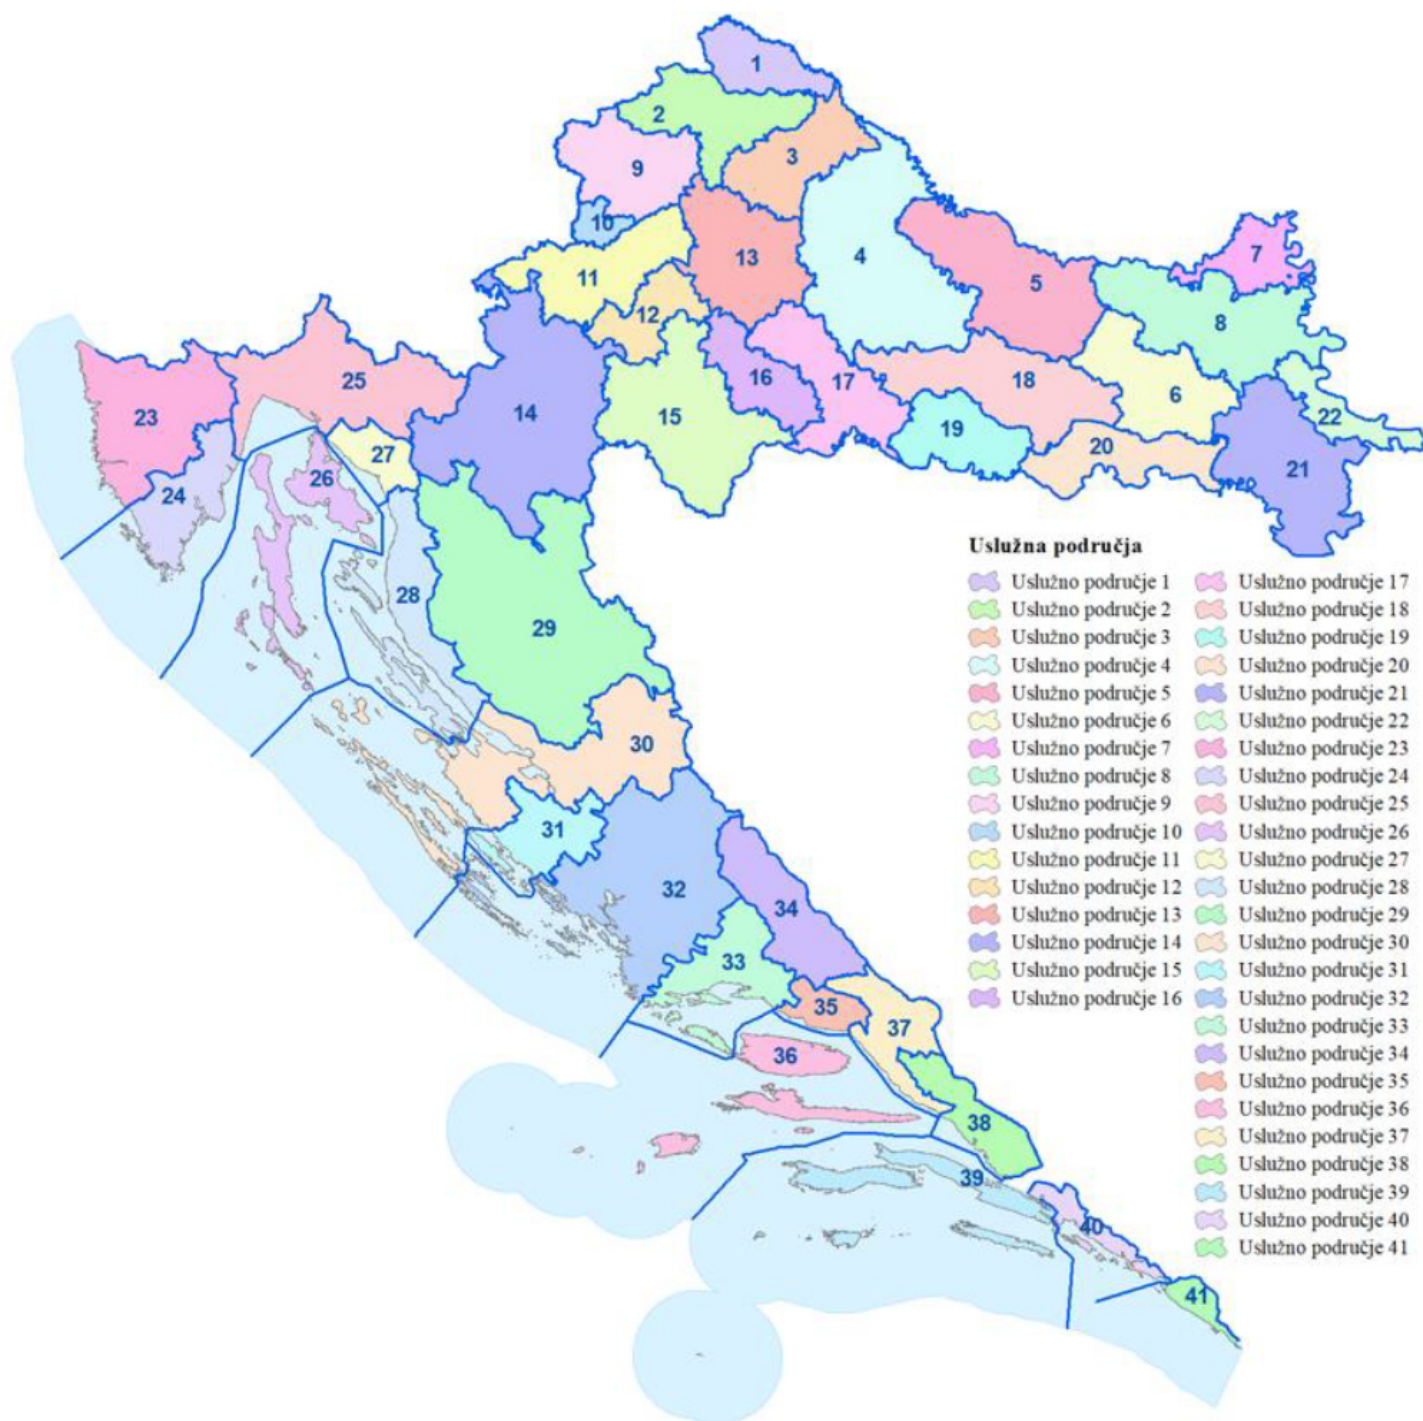 1
2
3
9
10
4
13
7
11
5
12
8
25
16
17
18
6
23
14
15
22
19
20
27
21
26
24
28
29
30
31
32
34
33
35
37
36
38
39
40
41
Uslužna područja
Uslužno područje 1
Uslužno područje 2
Uslužno područje 3
Uslužno područje 4
Uslužno područje 5
Uslužno područje 6
Uslužno područje 7
Uslužno područje 8
Uslužno područje 9
Uslužno područje 10
Uslužno područje 11
Uslužno područje 12
Uslužno područje 13
Uslužno područje 14
Uslužno područje 15
Uslužno područje 16
Uslužno područje 17
Uslužno područje 18
Uslužno područje 19
Uslužno područje 20
Uslužno područje 21
Uslužno područje 22
Uslužno područje 23
Uslužno područje 24
Uslužno područje 25
Uslužno područje 26
Uslužno područje 27
Uslužno područje 28
Uslužno područje 29
Uslužno područje 30
Uslužno područje 31
Uslužno područje 32
Uslužno područje 33
Uslužno područje 34
Uslužno područje 35
Uslužno područje 36
Uslužno područje 37
Uslužno područje 38
Uslužno područje 39
Uslužno područje 40
Uslužno područje 41